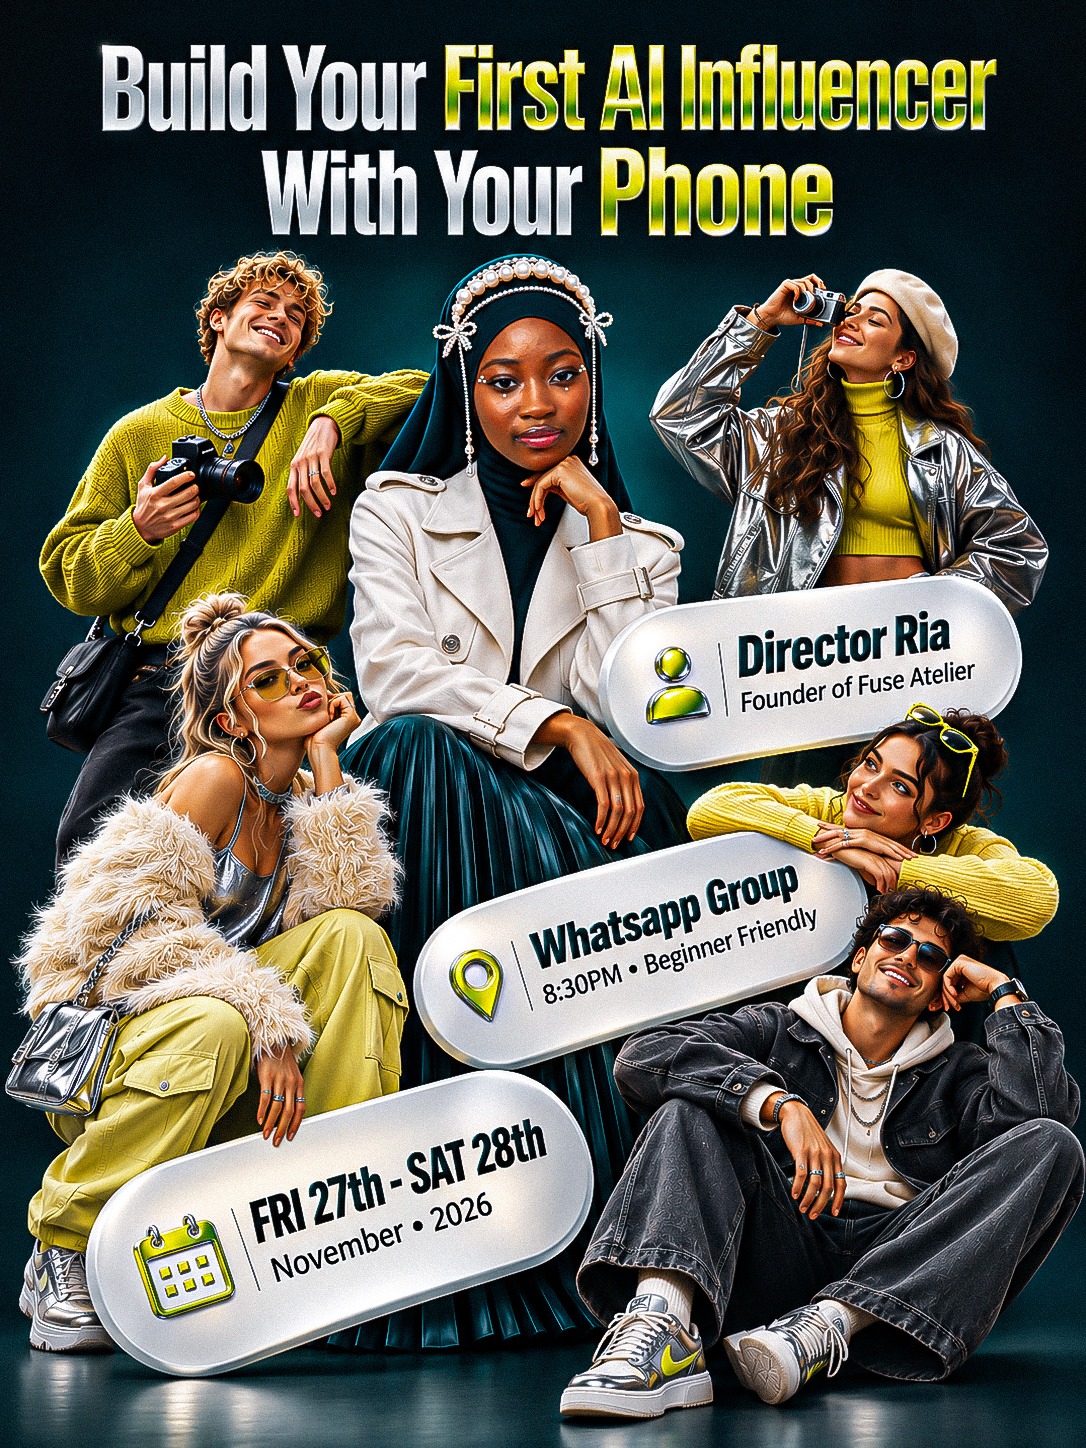 Build Your First AI Influencer
With Your Phone
Director Ria
Founder of Fuse Atelier
Whatsapp Group
8:30PM • Beginner Friendly
FRI 27th - SAT 28th
November • 2026